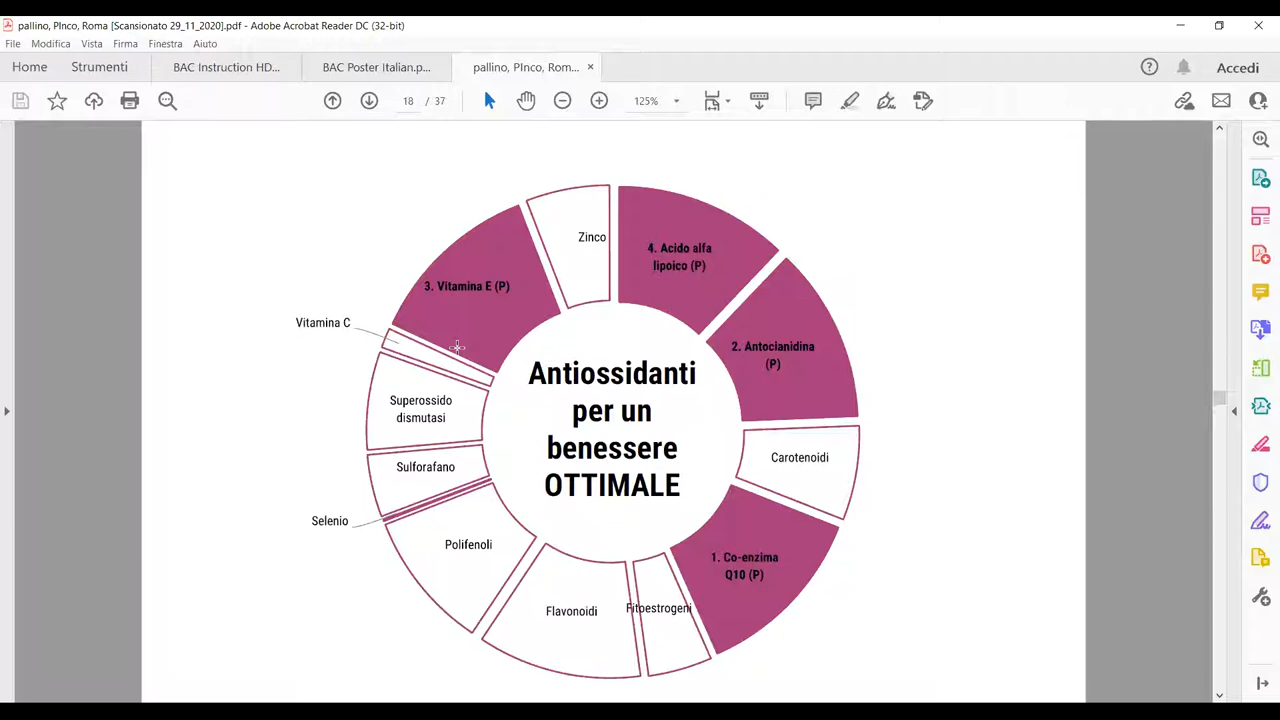 pallino, PInco, Roma [Scansionato 29_11_2020].pdf - Adobe Acrobat Reader DC (32-bit)
File Modifica Vista Firma Finestra Aiuto
Home Strumenti BAC Instruction HD... BAC Poster Italian.p... pallino, PInco, Rom... ×
Accedi
18 / 37
125%
Zinco
4. Acido alfa
lipoico (P)
3. Vitamina E (P)
Vitamina C
2. Antocianidina
(P)
Antiossidanti
per un
benessere
OTTIMALE
Superossido
dismutasi
Carotenoidi
Sulforafano
Selenio
Polifenoli
1. Co-enzima
Q10 (P)
Flavonoidi
Fitoestrogeni